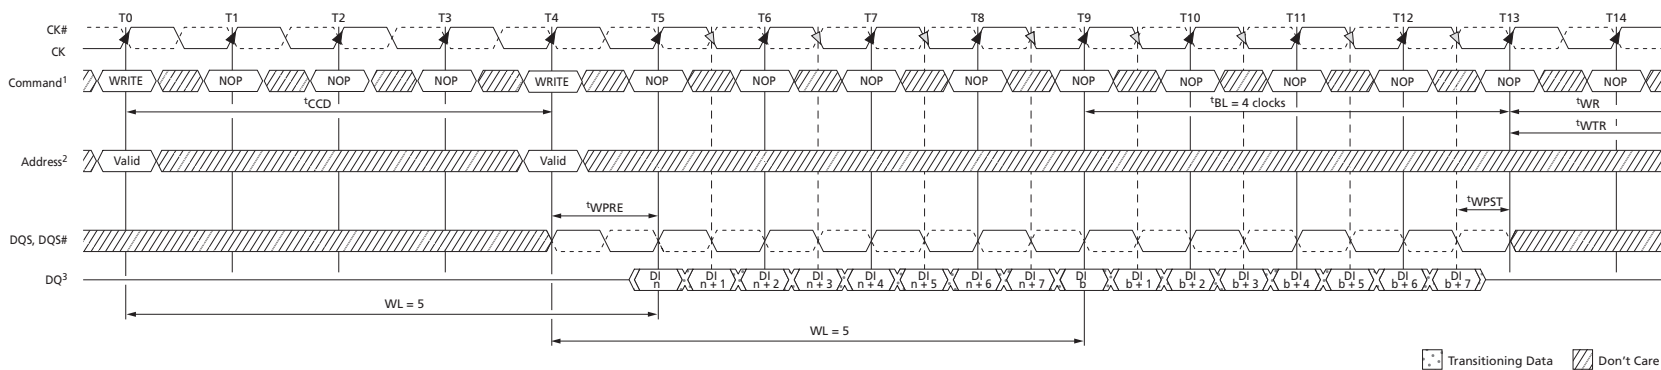 T0 T1 T2 T3 T4 T5 T6 T7 T8 T9 T10 T11 T12 T13 T14
CK#
CK
Command1 WRITE NOP NOP NOP WRITE NOP NOP NOP NOP NOP NOP NOP NOP NOP NOP
tCCD tBL = 4 clocks tWR
tWTR
Address2 Valid Valid
tWPRE tWPST
DQS, DQS#
DQ3 DI n DI n + 1 DI n + 2 DI n + 3 DI n + 4 DI n + 5 DI n + 6 DI n + 7 DI b DI b + 1 DI b + 2 DI b + 3 DI b + 4 DI b + 5 DI b + 6 DI b + 7
WL = 5
WL = 5
Transitioning Data Don't Care